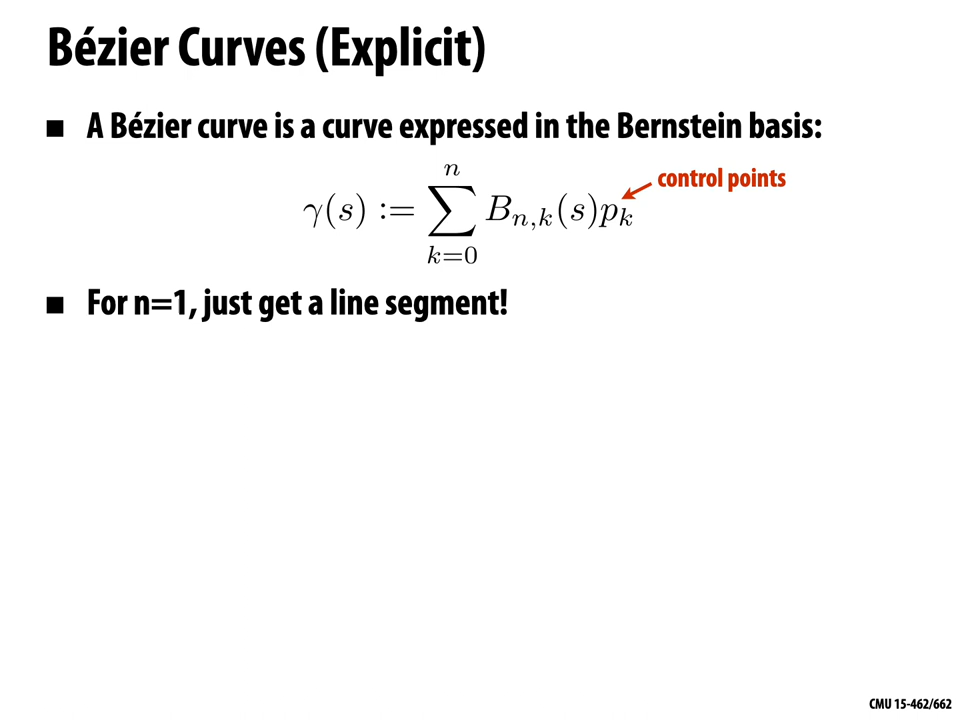 Bézier Curves (Explicit)
■ A Bézier curve is a curve expressed in the Bernstein basis:
control points
γ(s) := ∑_{k=0}^{n} B_{n,k}(s)p_k
■ For n=1, just get a line segment!
CMU 15-462/662